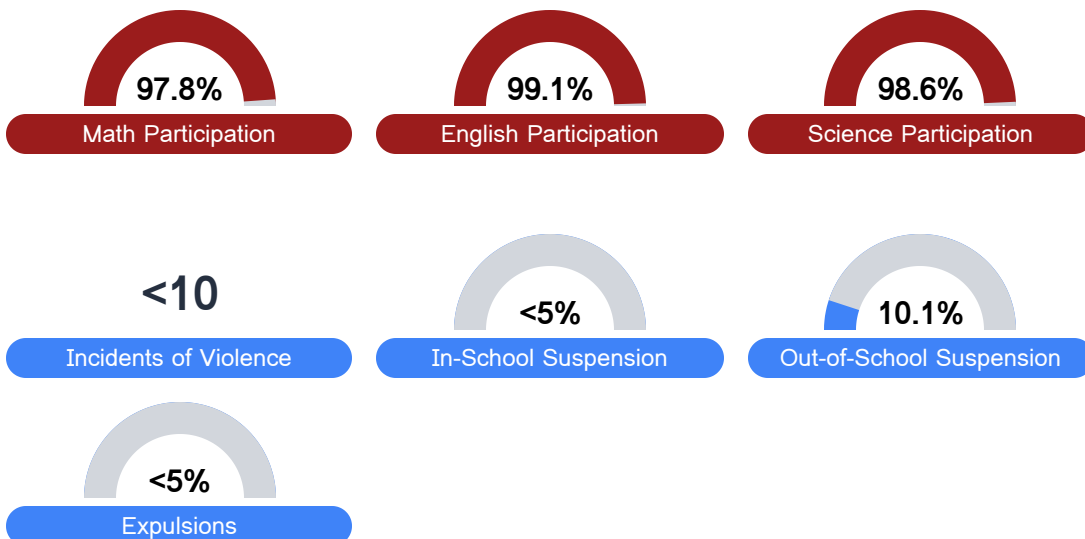 97.8%
Math Participation
99.1%
English Participation
98.6%
Science Participation
<10
Incidents of Violence
<5%
In-School Suspension
10.1%
Out-of-School Suspension
<5%
Expulsions